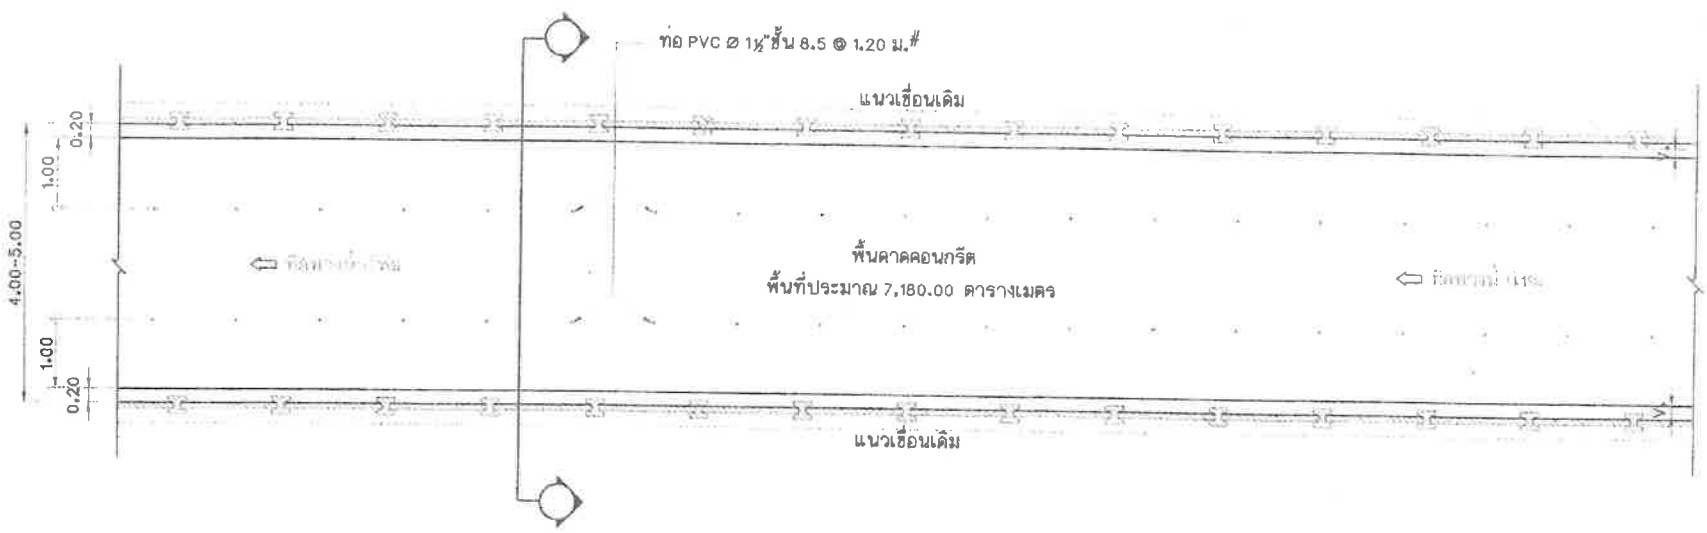 ท่อ PVC Ø 1½" ชั้น 8.5 @ 1.20 ม.#
แนวเขื่อนเดิม
0.20
1.00
4.00-5.00
พื้นดาดคอนกรีต
พื้นที่ประมาณ 7,180.00 ตารางเมตร
1.00
0.20
แนวเขื่อนเดิม